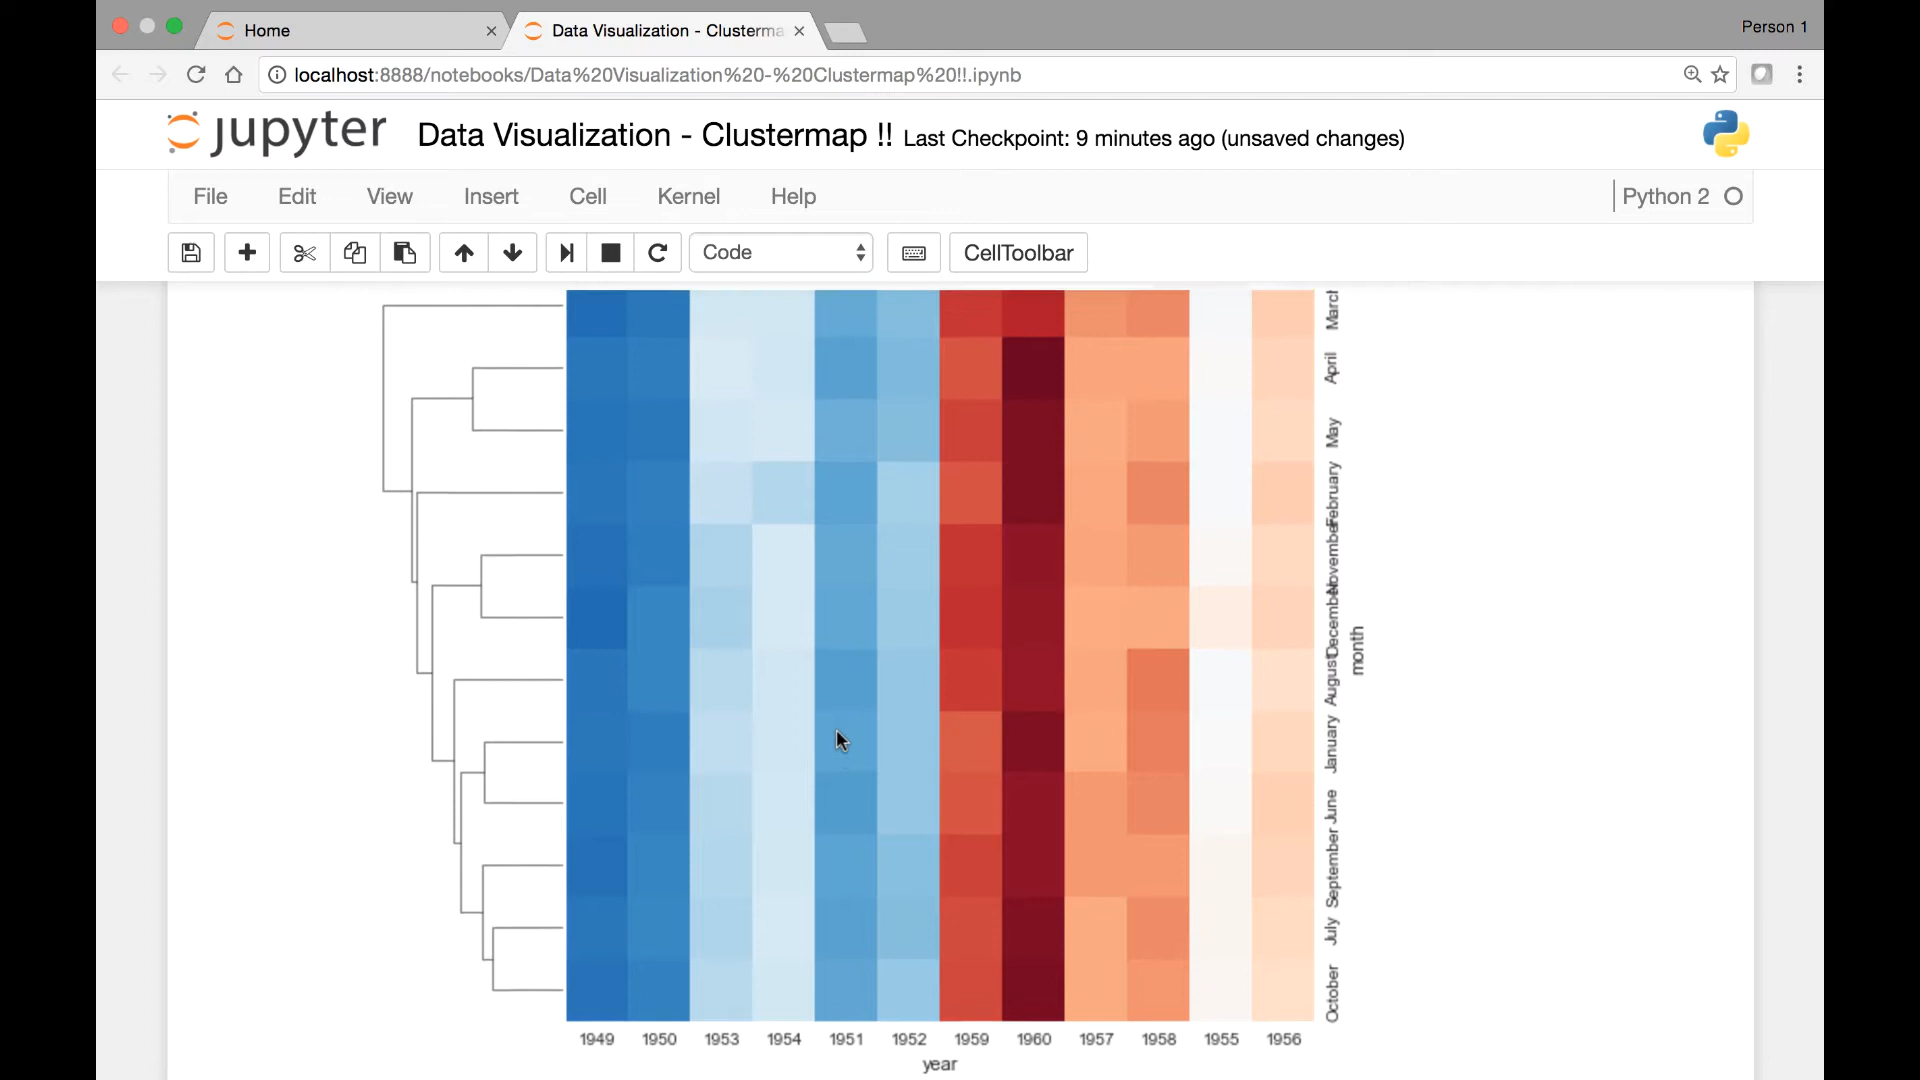 Home
Data Visualization - Clusterma
Person 1
localhost:8888/notebooks/Data%20Visualization%20-%20Clustermap%20!!.ipynb
jupyter Data Visualization - Clustermap !! Last Checkpoint: 9 minutes ago (unsaved changes)
File Edit View Insert Cell Kernel Help Python 2
Code CellToolbar
March
April
May
February
November
December
August
January
June
September
July
October
month
1949 1950 1953 1954 1951 1952 1959 1960 1957 1958 1955 1956
year